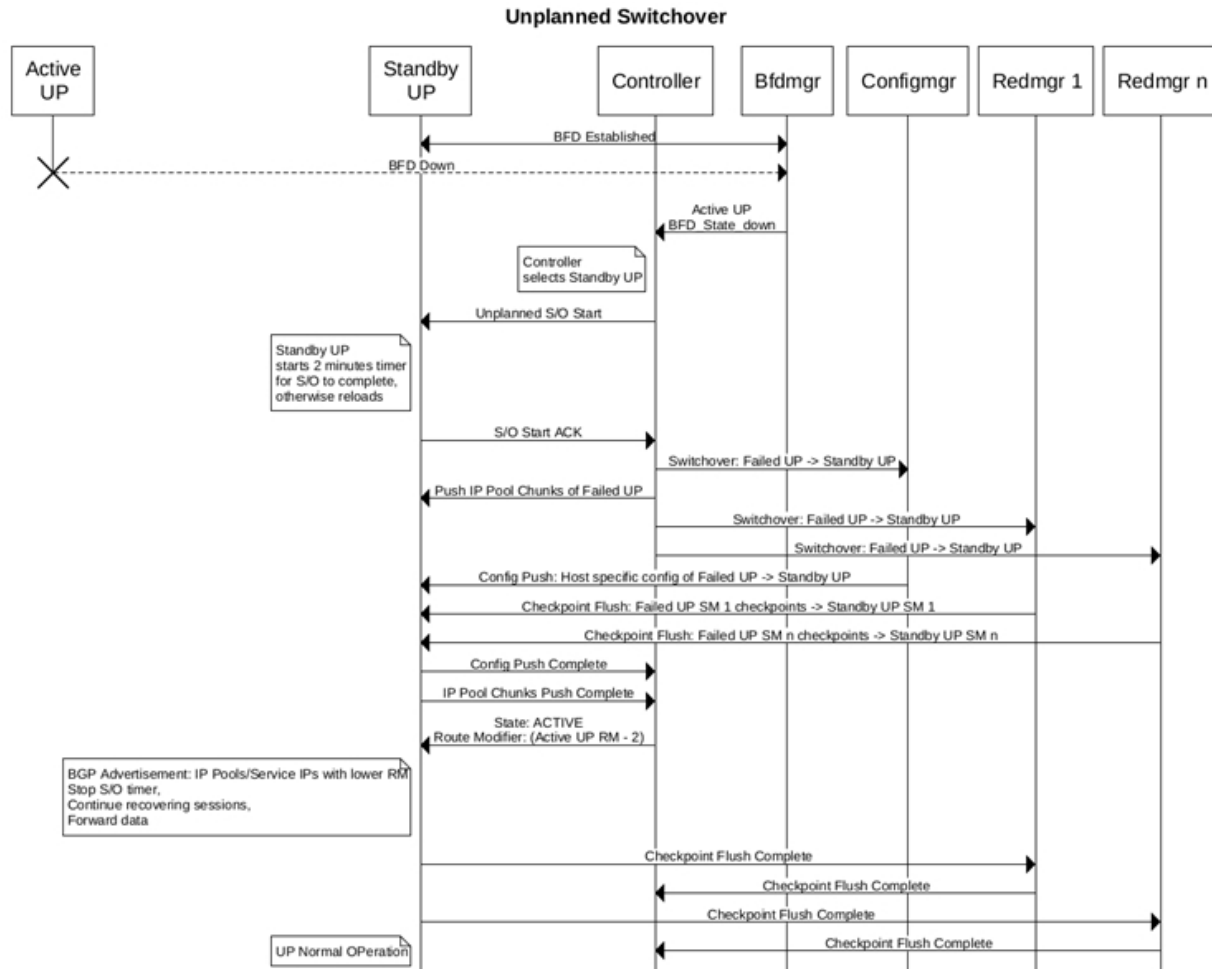 Unplanned Switchover
Active
UP
Standby
UP
Controller
Bfdmgr
Configmgr
Redmgr 1
Redmgr n
BFD Established
BFD Down
Active UP
BFD_State_down
Controller
selects Standby UP
Unplanned S/O Start
Standby UP
starts 2 minutes timer
for S/O to complete,
otherwise reloads
S/O Start ACK
Switchover: Failed UP -> Standby UP
Push IP Pool Chunks of Failed UP
Switchover: Failed UP -> Standby UP
Switchover: Failed UP -> Standby UP
Config Push: Host specific config of Failed UP -> Standby UP
Checkpoint Flush: Failed UP SM 1 checkpoints -> Standby UP SM 1
Checkpoint Flush: Failed UP SM n checkpoints -> Standby UP SM n
Config Push Complete
IP Pool Chunks Push Complete
State: ACTIVE
Route Modifier: (Active UP RM - 2)
BGP Advertisement: IP Pools/Service IPs with lower RM
Stop S/O timer,
Continue recovering sessions,
Forward data
Checkpoint Flush Complete
Checkpoint Flush Complete
Checkpoint Flush Complete
UP Normal OPeration
Checkpoint Flush Complete